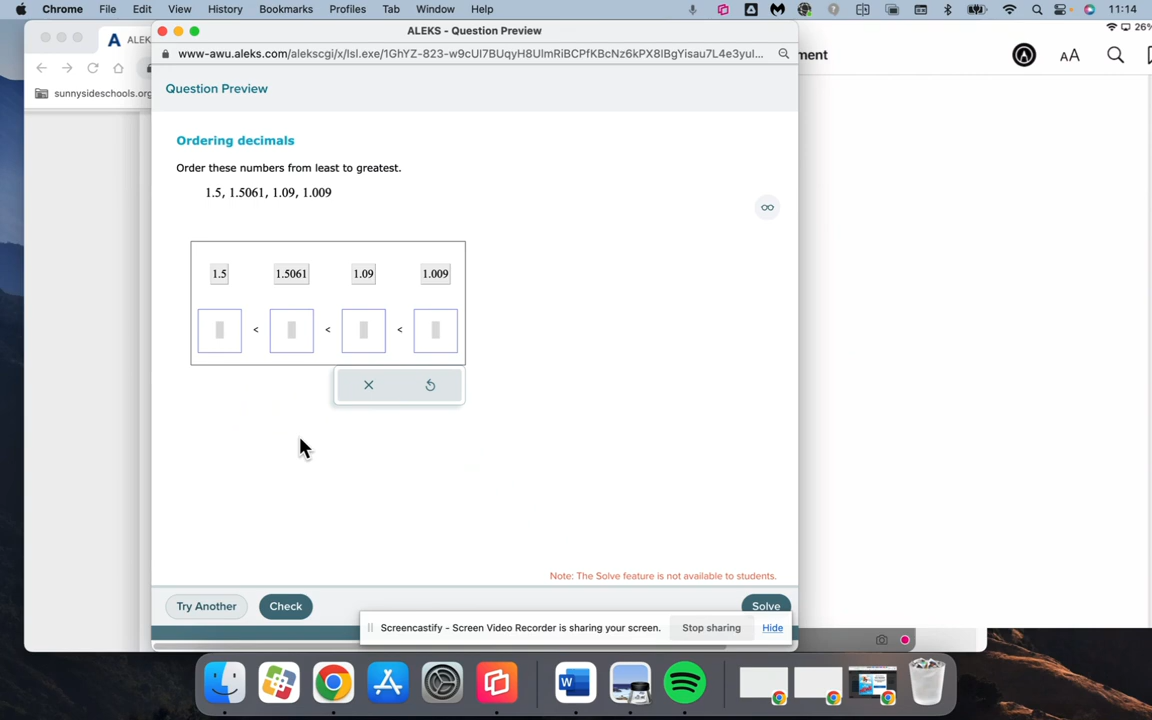 Chrome File Edit View History Bookmarks Profiles Tab Window Help 11:14
ALEKS - Question Preview
26%
ALEK
www-awu.aleks.com/alekscgi/x/Isl.exe/1GhYZ-823-w9cUl7BUqyH8UlmRiBCPfKBcNz6kPX8lBgYisau7L4e3yul...
ment
AA
sunnysideschools.org
Question Preview
Ordering decimals
Order these numbers from least to greatest.
1.5, 1.5061, 1.09, 1.009
1.5 1.5061 1.09 1.009
< < <
Note: The Solve feature is not available to students.
Try Another Check Solve
Screencastify - Screen Video Recorder is sharing your screen. Stop sharing Hide